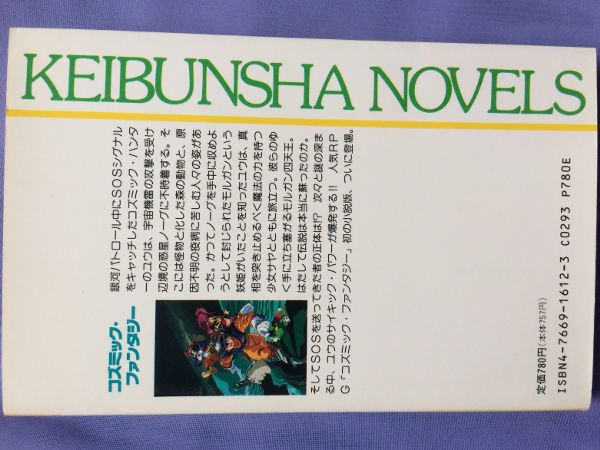 KEIBUNSHA NOVELS
コズミック・
ファンタジー
銀河パトロール中にSOSシグナル
をキャッチしたコズミック・ハンタ
ーのユウは、宇宙機雷の攻撃を受け
辺境の惑星ノーグに不時着する。そ
こには怪物と化した森の動物と、原
因不明の疫病に苦しむ人々の姿があ
った。かつてノーグを手中に収めよ
うとして封じられたモルガンという
妖姫がいたことを知ったユウは、真
相を突き止めるべく魔法の力を持つ
少女サヤとともに旅立つ。彼らのゆ
く手に立ち塞がるモルガン四天王。
はたして伝説は本当に蘇ったのか。
そしてSOSを送ってきた者の正体は!? 次々と謎の深ま
る中、ユウのサイキック・パワーが爆発する!! 人気RP
G「コズミック・ファンタジー」初の小説版、ついに登場。
定価780円(本体757円)
ISBN4-7669-1612-3 C0293 P780E